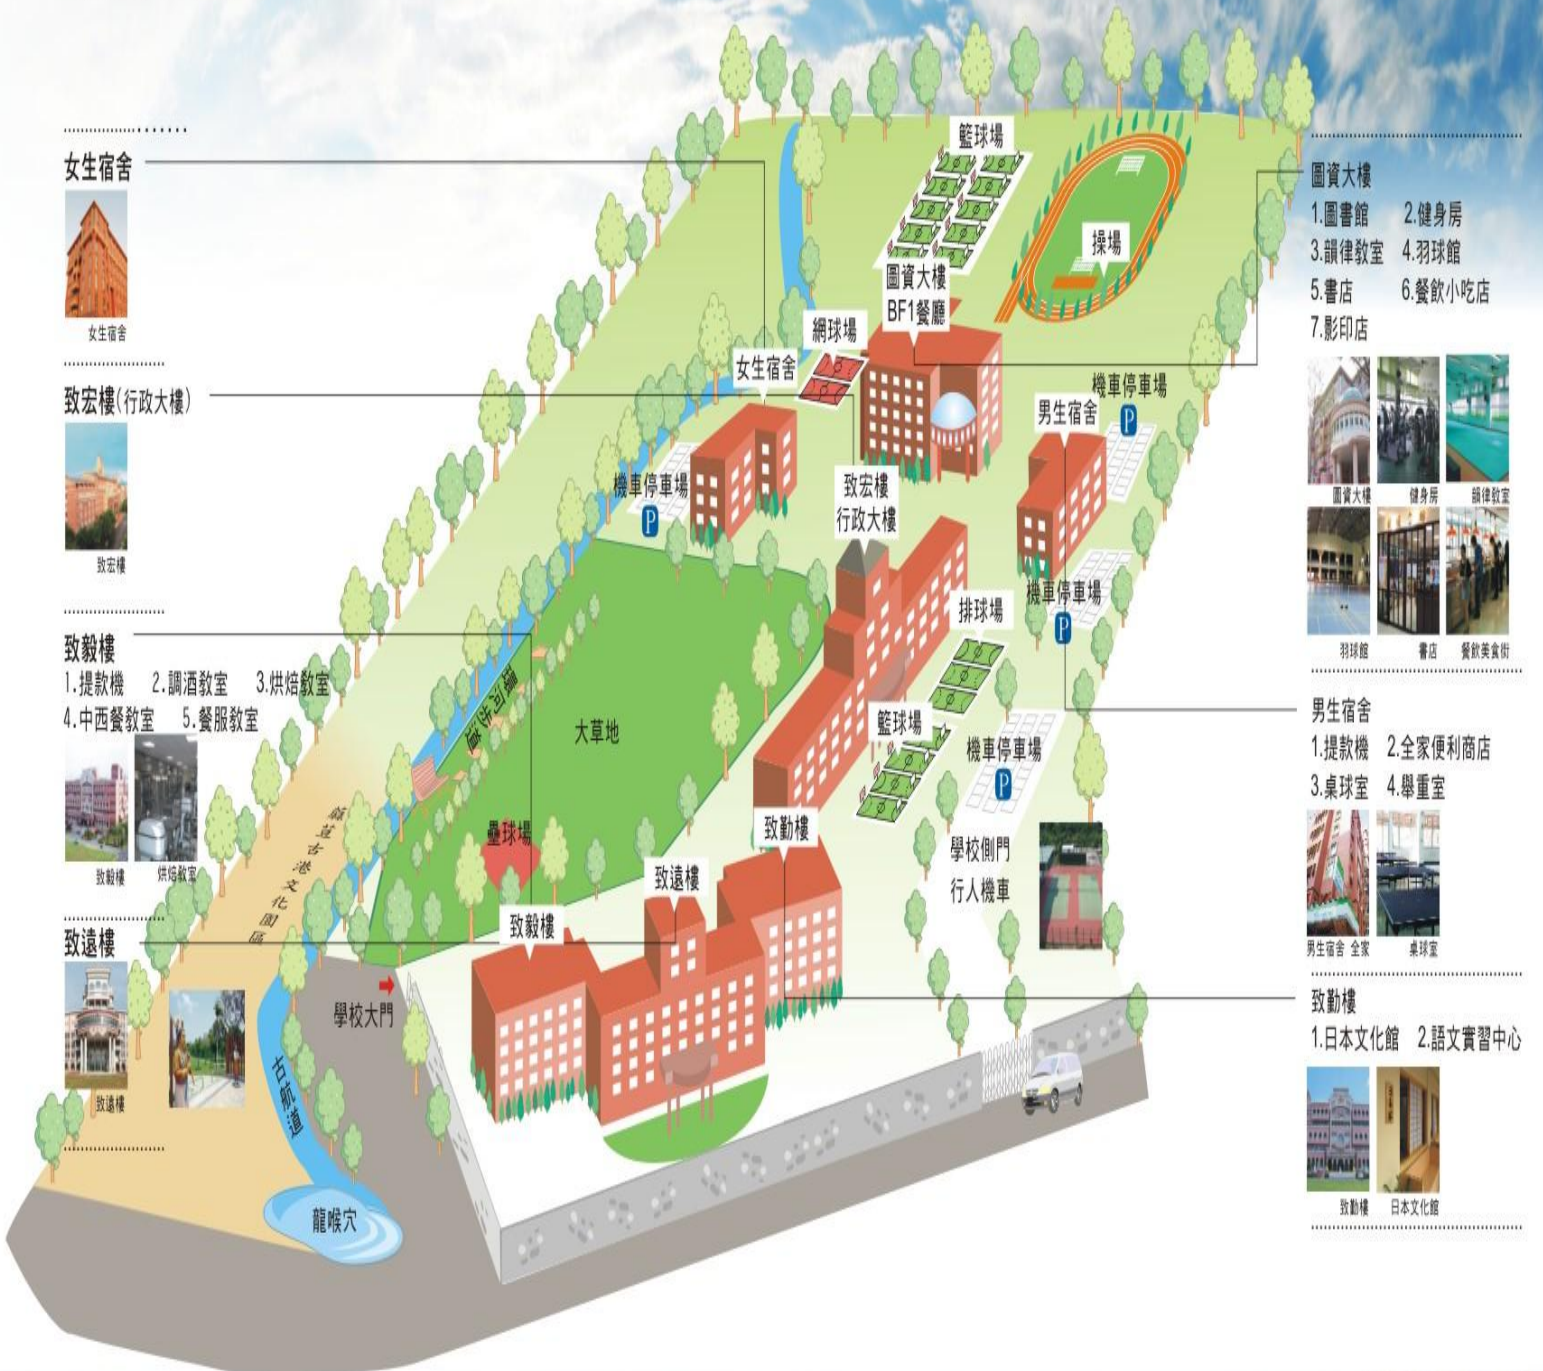 女生宿舍
女生宿舍
致宏樓(行政大樓)
致宏樓
致毅樓
1.提款機 2.調酒教室 3.烘焙教室
4.中西餐教室 5.餐服教室
致毅樓 烘焙教室
致遠樓
致遠樓
籃球場
操場
圖資大樓
BF1餐廳
網球場
女生宿舍
機車停車場
男生宿舍
機車停車場
P
P
致宏樓
行政大樓
機車停車場
P
排球場
環河步道
大草地
籃球場
機車停車場
P
壘球場
致勤樓
學校側門
行人機車
致遠樓
致毅樓
蔴荳古港文化園區
學校大門
古航道
龍喉穴
圖資大樓
1.圖書館 2.健身房
3.韻律教室 4.羽球館
5.書店 6.餐飲小吃店
7.影印店
圖資大樓 健身房 韻律教室
羽球館 書店 餐飲美食街
男生宿舍
1.提款機 2.全家便利商店
3.桌球室 4.舉重室
男生宿舍 全家 桌球室
致勤樓
1.日本文化館 2.語文實習中心
致勤樓 日本文化館